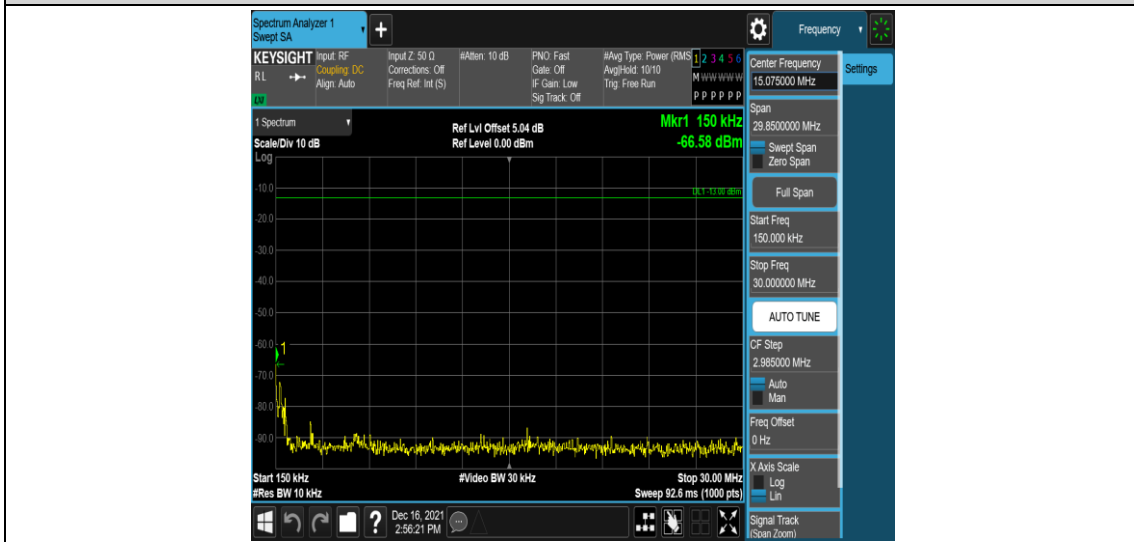 Spectrum Analyzer 1
Swept SA
+
Frequency
KEYSIGHT
RL
Input: RF
Coupling: DC
Align: Auto
Input Z: 50 Ω
Corrections: Off
Freq Ref: Int (S)
#Atten: 10 dB
PNO: Fast
Gate: Off
IF Gain: Low
Sig Track: Off
#Avg Type: Power (RMS
Avg|Hold: 10/10
Trig: Free Run
1 2 3 4 5 6
M W W W W W
P P P P P P
1 Spectrum
Scale/Div 10 dB
Log
Ref Lvl Offset 5.04 dB
Ref Level 0.00 dBm
Mkr1 150 kHz
-66.58 dBm
DL1 -13.00 dBm
-10.0
-20.0
-30.0
-40.0
-50.0
-60.0
1
-70.0
-80.0
-90.0
Start 150 kHz
#Res BW 10 kHz
#Video BW 30 kHz
Stop 30.00 MHz
Sweep 92.6 ms (1000 pts)
?
Dec 16, 2021
2:56:21 PM
Center Frequency
15.075000 MHz
Settings
Span
29.8500000 MHz
Swept Span
Zero Span
Full Span
Start Freq
150.000 kHz
Stop Freq
30.000000 MHz
AUTO TUNE
CF Step
2.985000 MHz
Auto
Man
Freq Offset
0 Hz
X Axis Scale
Log
Lin
Signal Track
(Span Zoom)